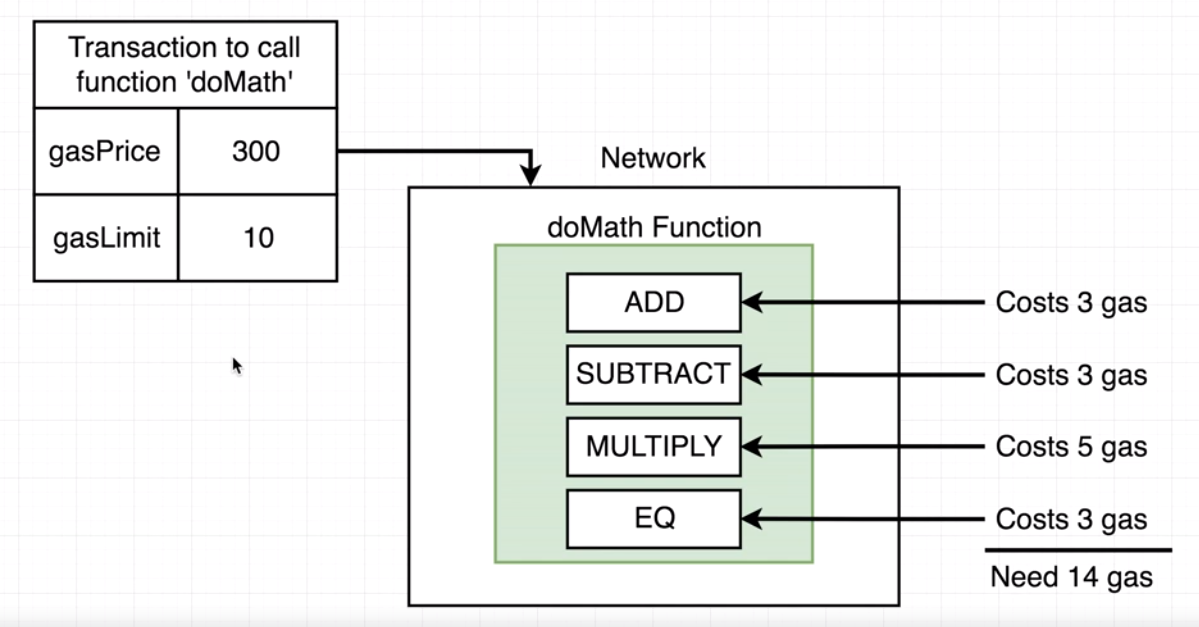 Transaction to call
function 'doMath'
gasPrice 300
gasLimit 10
Network
doMath Function
ADD Costs 3 gas
SUBTRACT Costs 3 gas
MULTIPLY Costs 5 gas
EQ Costs 3 gas
Need 14 gas